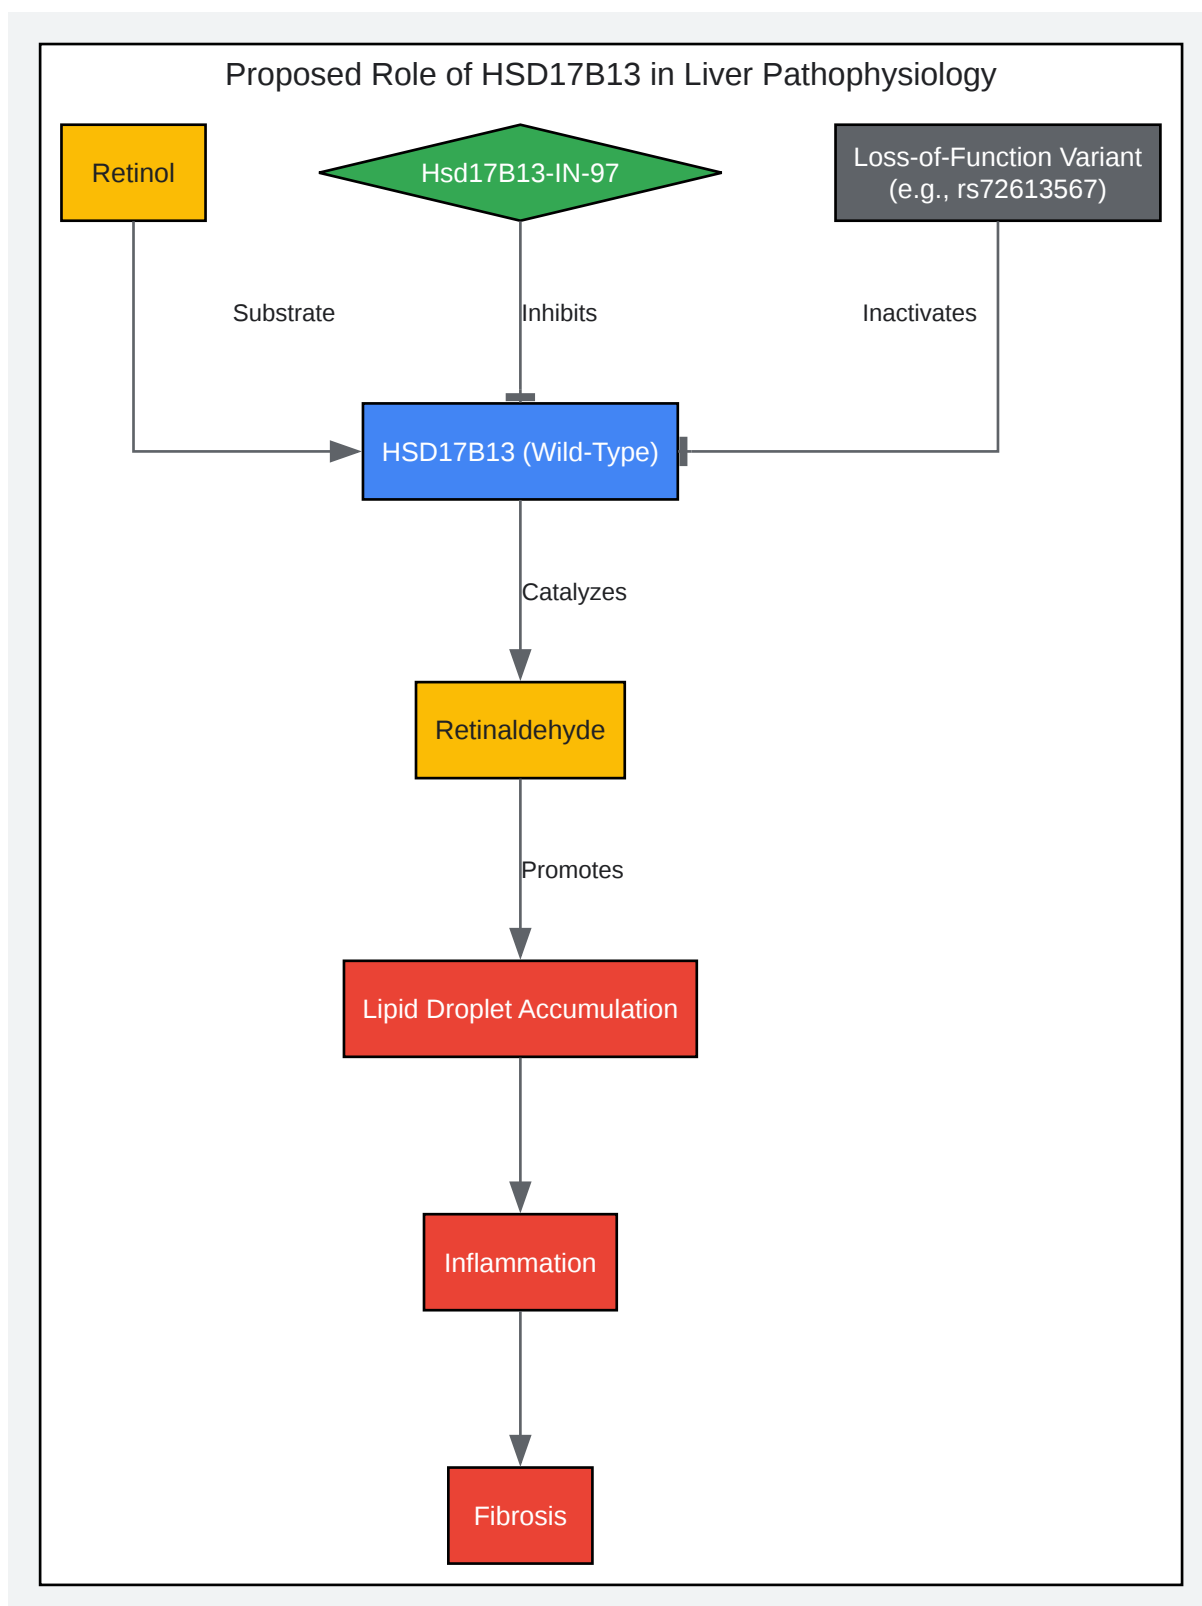 Proposed Role of HSD17B13 in Liver Pathophysiology
Retinol
Hsd17B13-IN-97
Loss-of-Function Variant
(e.g., rs72613567)
Substrate
Inhibits
Inactivates
HSD17B13 (Wild-Type)
Catalyzes
Retinaldehyde
Promotes
Lipid Droplet Accumulation
Inflammation
Fibrosis